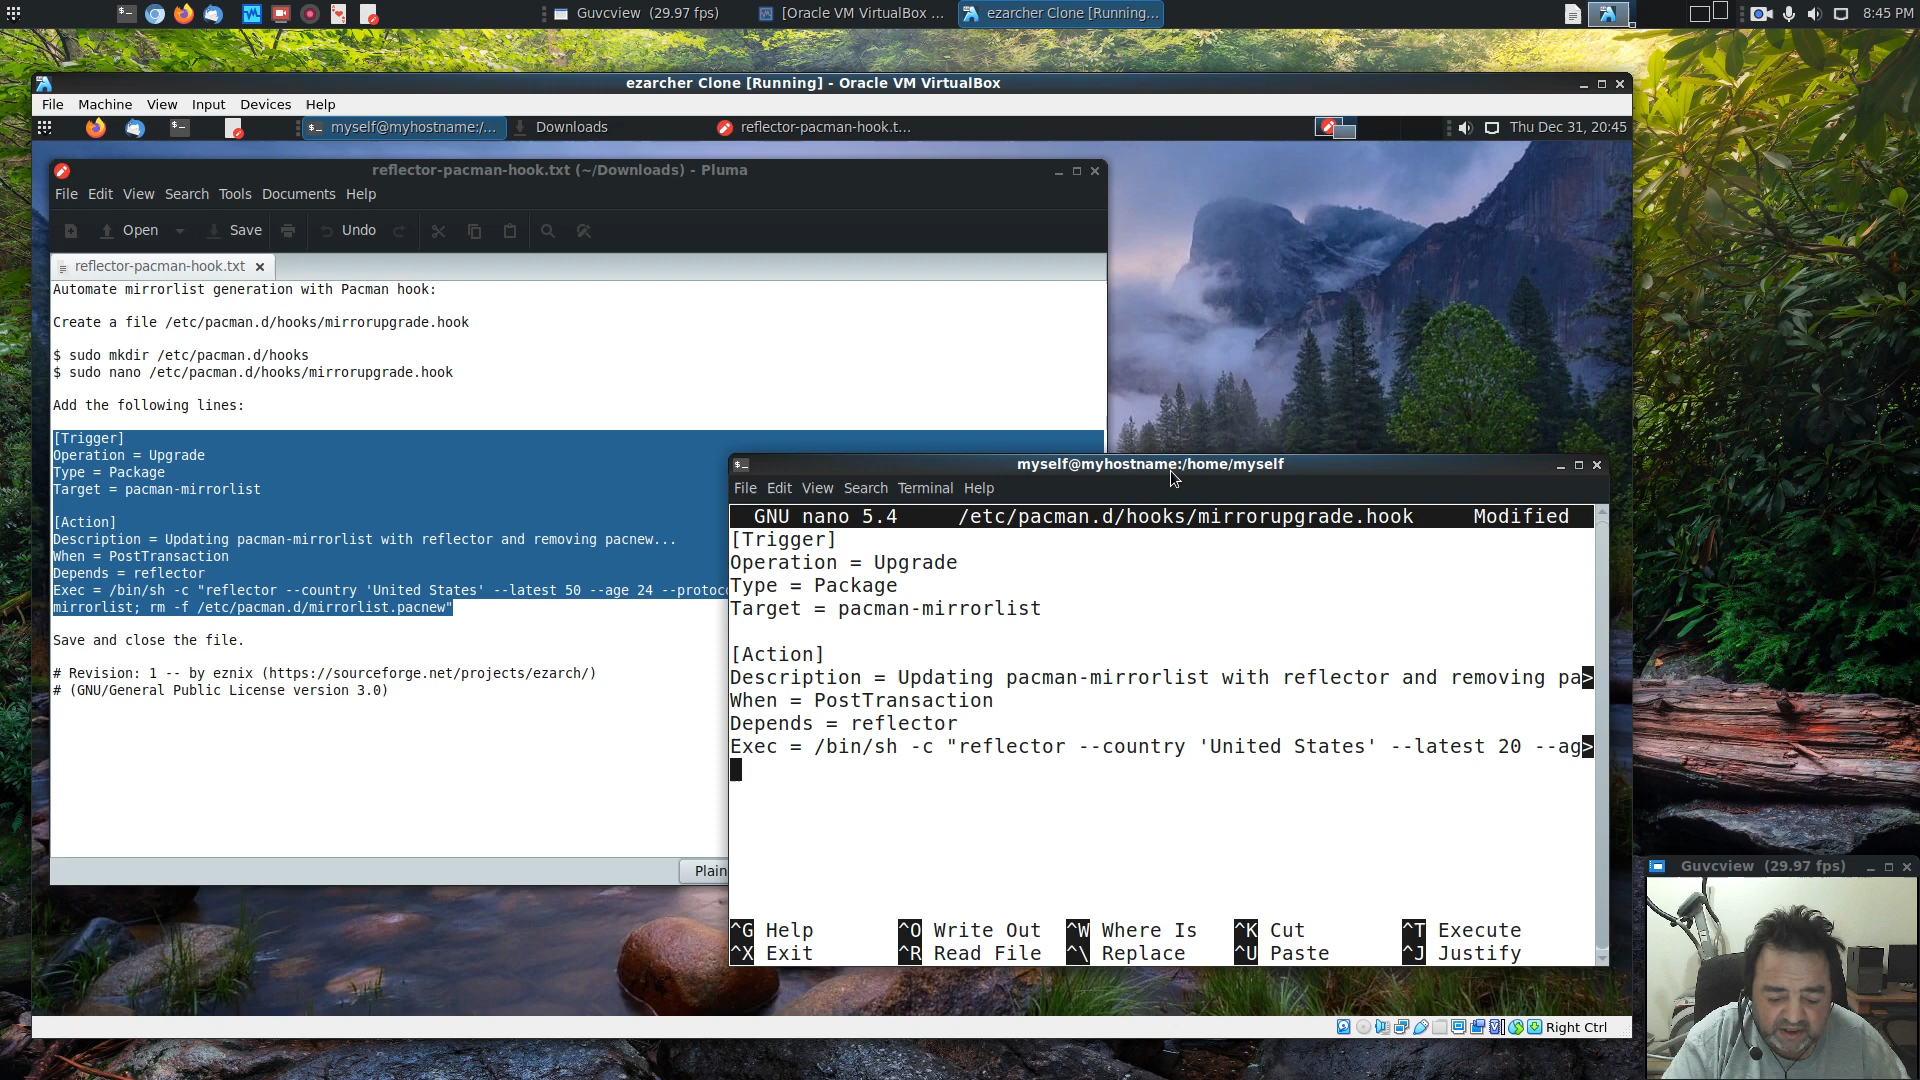 Guvcview (29.97 fps)
[Oracle VM VirtualBox ...
ezarcher Clone [Running...
8:45 PM
ezarcher Clone [Running] - Oracle VM VirtualBox
File Machine View Input Devices Help
myself@myhostname:/...
Downloads
reflector-pacman-hook.t...
Thu Dec 31, 20:45
reflector-pacman-hook.txt (~/Downloads) - Pluma
File Edit View Search Tools Documents Help
Open Save Undo
reflector-pacman-hook.txt
Automate mirrorlist generation with Pacman hook:
Create a file /etc/pacman.d/hooks/mirrorupgrade.hook
$ sudo mkdir /etc/pacman.d/hooks
$ sudo nano /etc/pacman.d/hooks/mirrorupgrade.hook
Add the following lines:
[Trigger]
Operation = Upgrade
Type = Package
Target = pacman-mirrorlist
[Action]
Description = Updating pacman-mirrorlist with reflector and removing pacnew...
When = PostTransaction
Depends = reflector
Exec = /bin/sh -c "reflector --country 'United States' --latest 50 --age 24 --protoc
mirrorlist; rm -f /etc/pacman.d/mirrorlist.pacnew"
Save and close the file.
# Revision: 1 -- by eznix (https://sourceforge.net/projects/ezarch/)
# (GNU/General Public License version 3.0)
Plain
myself@myhostname:/home/myself
File Edit View Search Terminal Help
GNU nano 5.4 /etc/pacman.d/hooks/mirrorupgrade.hook Modified
[Trigger]
Operation = Upgrade
Type = Package
Target = pacman-mirrorlist
[Action]
Description = Updating pacman-mirrorlist with reflector and removing pa>
When = PostTransaction
Depends = reflector
Exec = /bin/sh -c "reflector --country 'United States' --latest 20 --ag>
^G Help ^O Write Out ^W Where Is ^K Cut ^T Execute
^X Exit ^R Read File ^\ Replace ^U Paste ^J Justify
Right Ctrl
Guvcview (29.97 fps)